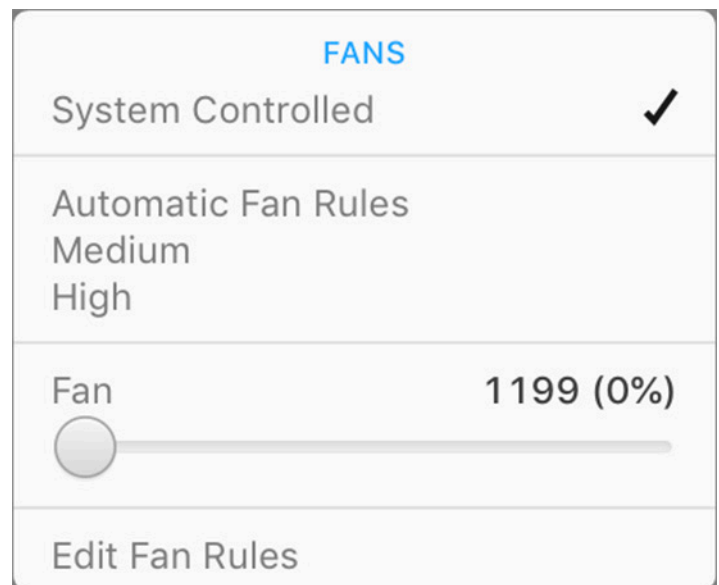 FANS
System Controlled
Automatic Fan Rules
Medium
High
Fan 1199 (0%)
Edit Fan Rules